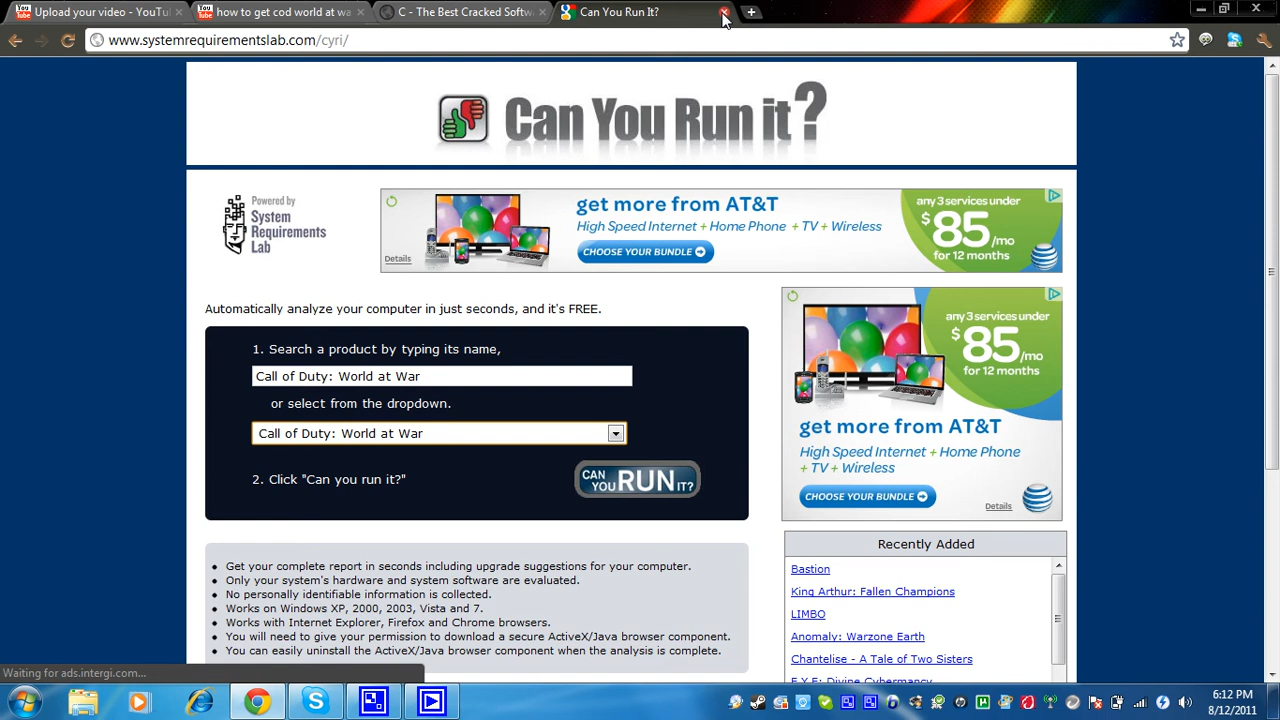 Upload your video - YouTu
how to get cod world at wa
C - The Best Cracked Softw
Can You Run It?
www.systemrequirementslab.com/cyri/
Can You Run it?
Powered by
System
Requirements
Lab
get more from AT&T
High Speed Internet + Home Phone + TV + Wireless
CHOOSE YOUR BUNDLE
Details
any 3 services under
$85/mo
for 12 months
Automatically analyze your computer in just seconds, and it's FREE.
1. Search a product by typing its name,
Call of Duty: World at War
or select from the dropdown.
Call of Duty: World at War
2. Click "Can you run it?"
CAN YOU RUN IT?
any 3 services under
$85/mo
for 12 months
get more from AT&T
High Speed Internet + Home Phone
+ TV + Wireless
CHOOSE YOUR BUNDLE
Details
Recently Added
Bastion
King Arthur: Fallen Champions
LIMBO
Anomaly: Warzone Earth
Chantelise - A Tale of Two Sisters
E.Y.E: Divine Cybermancy
Get your complete report in seconds including upgrade suggestions for your computer.
Only your system's hardware and system software are evaluated.
No personally identifiable information is collected.
Works on Windows XP, 2000, 2003, Vista and 7.
Works with Internet Explorer, Firefox and Chrome browsers.
You will need to give your permission to download a secure ActiveX/Java browser component.
You can easily uninstall the ActiveX/Java browser component when the analysis is complete.
Waiting for ads.intergi.com...
6:12 PM
8/12/2011